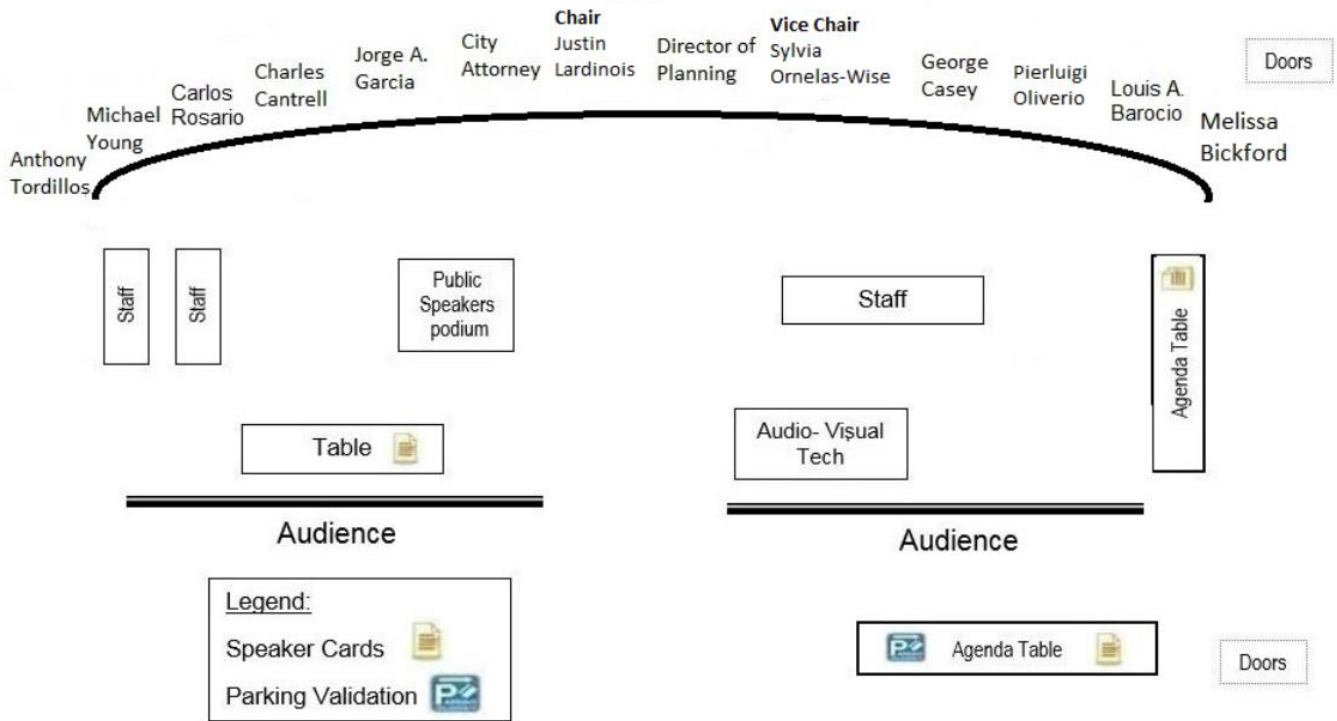 Anthony
Tordillos
Michael
Young
Carlos
Rosario
Charles
Cantrell
Jorge A.
Garcia
City
Attorney
Chair
Justin
Lardinois
Director of
Planning
Vice Chair
Sylvia
Ornelas-Wise
George
Casey
Pierluigi
Oliverio
Louis A.
Barocio
Melissa
Bickford
Doors
Staff
Staff
Public
Speakers
podium
Staff
Agenda Table
Table
Audio- Visual
Tech
Audience
Audience
Legend:
Speaker Cards
Parking Validation
Agenda Table
Doors